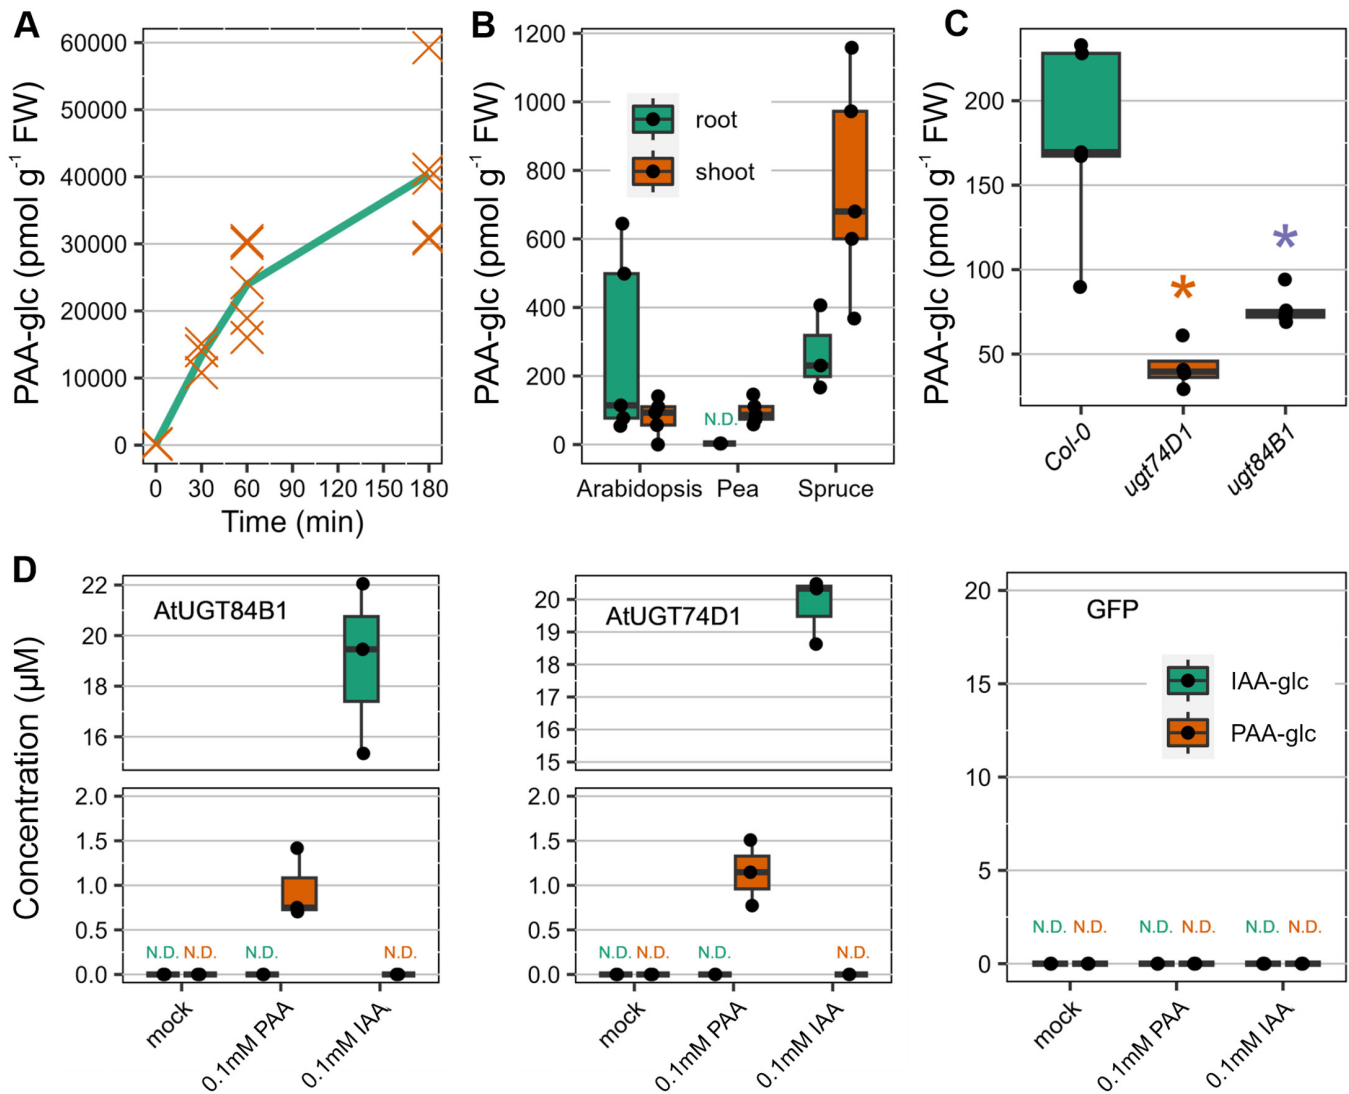 A
PAA-glc (pmol g-1 FW)
60000
50000
40000
30000
20000
10000
0
0 30 60 90 120 150 180
Time (min)
B
PAA-glc (pmol g-1 FW)
1200
1000
800
600
400
200
0
root
shoot
N.D.
Arabidopsis Pea Spruce
C
PAA-glc (pmol g-1 FW)
200
150
100
50
*
*
Col-0
ugt74D1
ugt84B1
D
Concentration (µM)
AtUGT84B1
22
20
18
16
2.0
1.5
1.0
0.5
0.0
N.D. N.D. N.D. N.D.
mock
0.1mM PAA
0.1mM IAA
AtUGT74D1
20
19
18
17
16
15
2.0
1.5
1.0
0.5
0.0
N.D. N.D. N.D. N.D.
mock
0.1mM PAA
0.1mM IAA
GFP
20
15
10
5
0
IAA-glc
PAA-glc
N.D. N.D. N.D. N.D. N.D. N.D.
mock
0.1mM PAA
0.1mM IAA